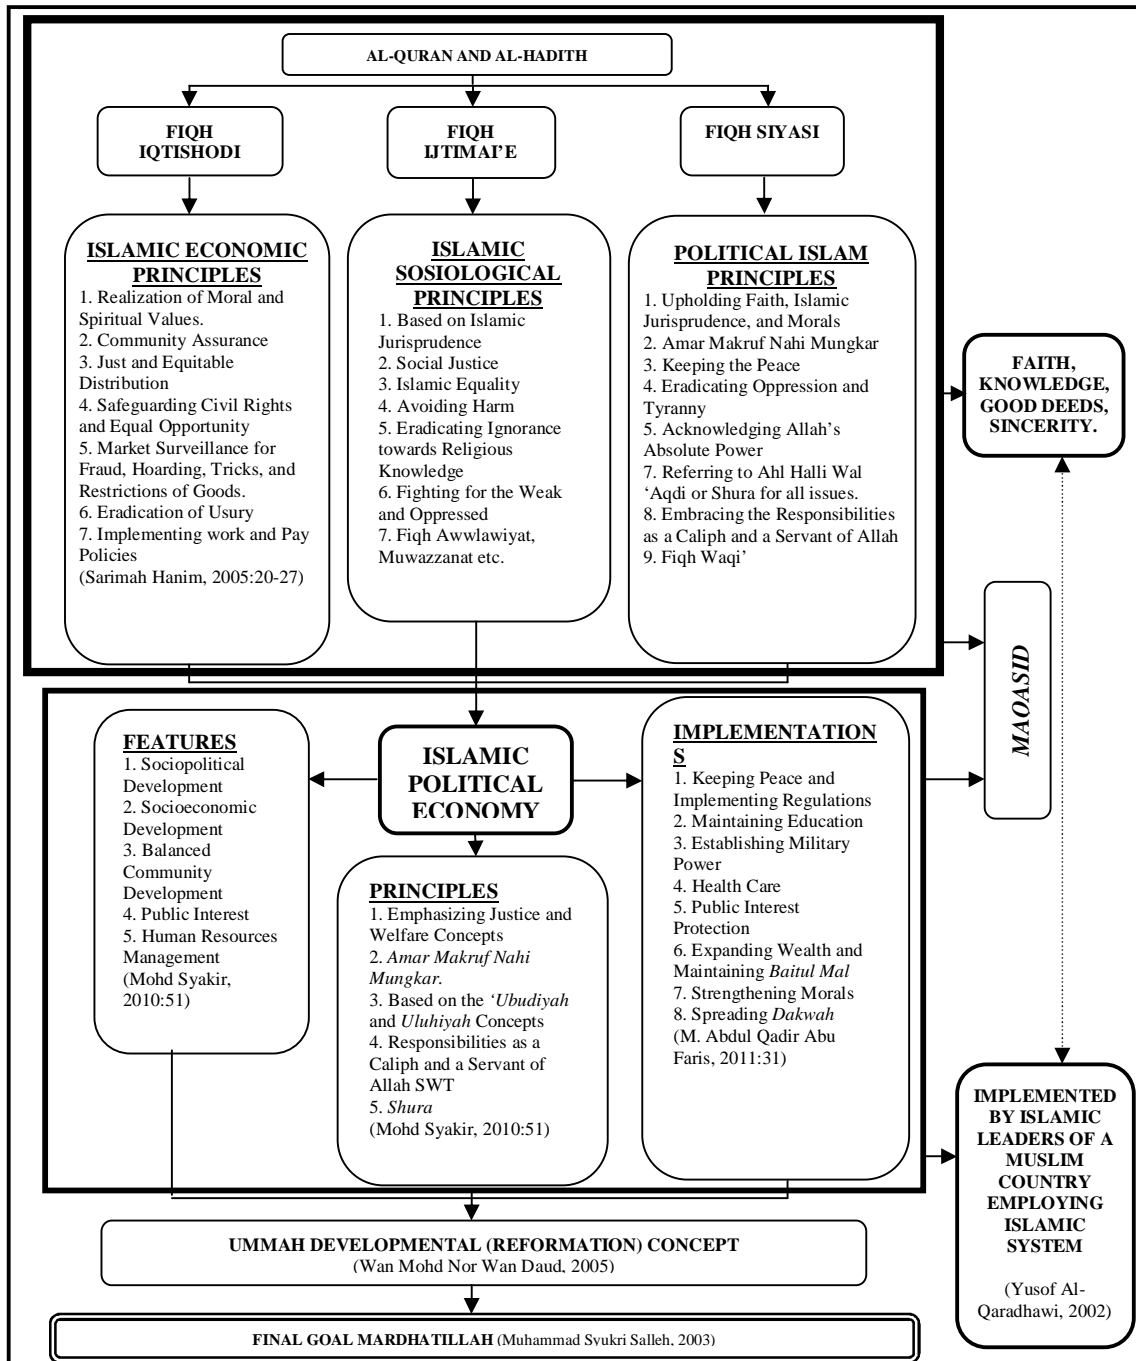 AL-QURAN AND AL-HADITH
FIQH
IQTISHODI
FIQH
IJTIMAI'E
FIQH SIYASI
ISLAMIC ECONOMIC
PRINCIPLES
1. Realization of Moral and
Spiritual Values.
2. Community Assurance
3. Just and Equitable
Distribution
4. Safeguarding Civil Rights
and Equal Opportunity
5. Market Surveillance for
Fraud, Hoarding, Tricks, and
Restrictions of Goods.
6. Eradication of Usury
7. Implementing work and Pay
Policies
(Sarimah Hanim, 2005:20-27)
ISLAMIC
SOSIOLOGICAL
PRINCIPLES
1. Based on Islamic
Jurisprudence
2. Social Justice
3. Islamic Equality
4. Avoiding Harm
5. Eradicating Ignorance
towards Religious
Knowledge
6. Fighting for the Weak
and Oppressed
7. Fiqh Awwlawiyat,
Muwazzanat etc.
POLITICAL ISLAM
PRINCIPLES
1. Upholding Faith, Islamic
Jurisprudence, and Morals
2. Amar Makruf Nahi Mungkar
3. Keeping the Peace
4. Eradicating Oppression and
Tyranny
5. Acknowledging Allah's
Absolute Power
7. Referring to Ahl Halli Wal
'Aqdi or Shura for all issues.
8. Embracing the Responsibilities
as a Caliph and a Servant of Allah
9. Fiqh Waqi'
FAITH,
KNOWLEDGE,
GOOD DEEDS,
SINCERITY.
MAOASID
FEATURES
1. Sociopolitical
Development
2. Socioeconomic
Development
3. Balanced
Community
Development
4. Public Interest
5. Human Resources
Management
(Mohd Syakir,
2010:51)
ISLAMIC
POLITICAL
ECONOMY
PRINCIPLES
1. Emphasizing Justice and
Welfare Concepts
2. Amar Makruf Nahi
Mungkar.
3. Based on the 'Ubudiyah
and Uluhiyah Concepts
4. Responsibilities as a
Caliph and a Servant of
Allah SWT
5. Shura
(Mohd Syakir, 2010:51)
IMPLEMENTATION
S
1. Keeping Peace and
Implementing Regulations
2. Maintaining Education
3. Establishing Military
Power
4. Health Care
5. Public Interest
Protection
6. Expanding Wealth and
Maintaining Baitul Mal
7. Strengthening Morals
8. Spreading Dakwah
(M. Abdul Qadir Abu
Faris, 2011:31)
IMPLEMENTED
BY ISLAMIC
LEADERS OF A
MUSLIM
COUNTRY
EMPLOYING
ISLAMIC
SYSTEM
(Yusof Al-
Qaradhawi, 2002)
UMMAH DEVELOPMENTAL (REFORMATION) CONCEPT
(Wan Mohd Nor Wan Daud, 2005)
FINAL GOAL MARDHATILLAH (Muhammad Syukri Salleh, 2003)